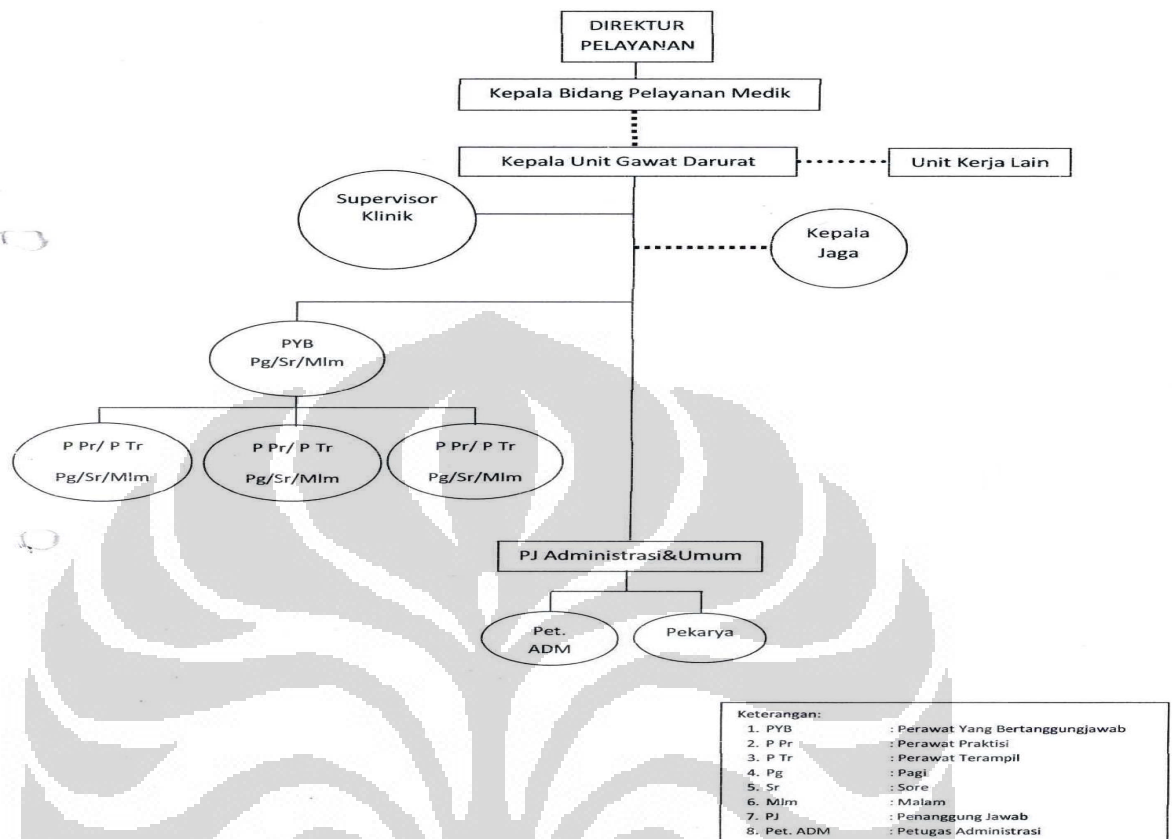 DIREKTUR
PELAYANAN
Kepala Bidang Pelayanan Medik
Kepala Unit Gawat Darurat
Unit Kerja Lain
Supervisor
Klinik
Kepala
Jaga
PYB
Pg/Sr/Mlm
P Pr/ P Tr
Pg/Sr/Mlm
P Pr/ P Tr
Pg/Sr/Mlm
P Pr/ P Tr
Pg/Sr/Mlm
PJ Administrasi&Umum
Pet.
ADM
Pekarya
Keterangan:
1. PYB : Perawat Yang Bertanggungjawab
2. P Pr : Perawat Praktisi
3. P Tr : Perawat Terampil
4. Pg : Pagi
5. Sr : Sore
6. Mlm : Malam
7. PJ : Penanggung Jawab
8. Pet. ADM : Petugas Administrasi